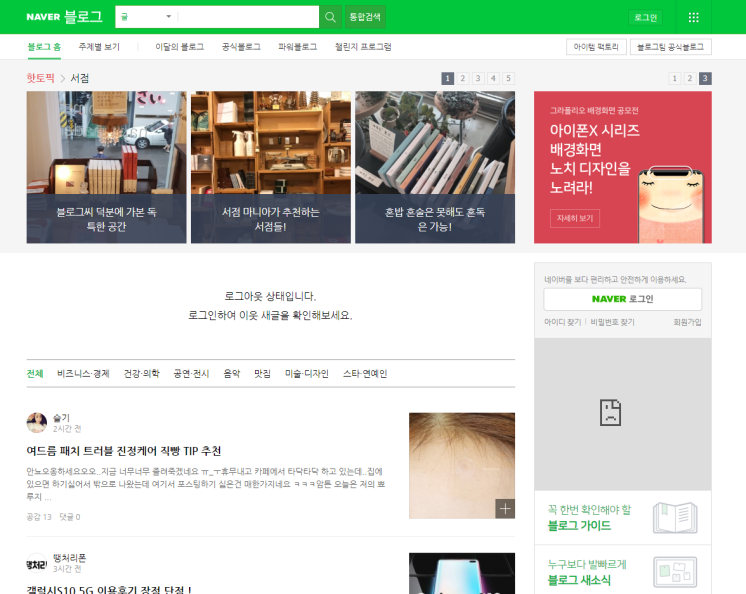 NAVER 블로그
글
통합검색
로그인
블로그 홈 주제별 보기 이달의 블로그 공식블로그 파워블로그 챌린지 프로그램
아이템 팩토리 블로그팀 공식블로그
핫토픽 > 서점
1 2 3 4 5
1 2 3
블로그씨 덕분에 가본 독
특한 공간
서점 마니아가 추천하는
서점들!
혼밥 혼술은 못해도 혼독
은 가능!
그라폴리오 배경화면 공모전
아이폰X 시리즈
배경화면
노치 디자인을
노려라!
자세히 보기
로그아웃 상태입니다.
로그인하여 이웃 새글을 확인해보세요.
네이버를 보다 편리하고 안전하게 이용하세요.
NAVER 로그인
아이디 찾기 비밀번호 찾기 회원가입
전체 비즈니스·경제 건강·의학 공연·전시 음악 맛집 미술·디자인 스타·연예인
슬기
2시간 전
여드름 패치 트러블 진정케어 직빵 TIP 추천
안뇨오옹하세요오오..지금 너무너무 졸려죽겠네요 ㅠ_ㅜ휴무내고 카페에서 타닥타닥 하고 있는데..집에
있으면 하기싫어서 밖으로 나왔는데 여기서 포스팅하기 싫은건 매한가지네요 ㅋㅋㅋ암튼 오늘은 저의 뾰
루지 ...
공감 13 댓글 0
땡처리폰
3시간 전
갤럭시S10 5G 이용후기 장점 단점 !
꼭 한번 확인해야 할
블로그 가이드
누구보다 발빠르게
블로그 새소식